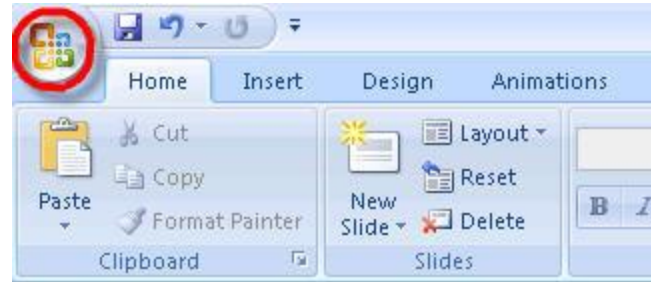 Home Insert Design Animations
Cut
Copy
Format Painter
Paste
Clipboard
New
Slide
Layout
Reset
Delete
Slides
B I